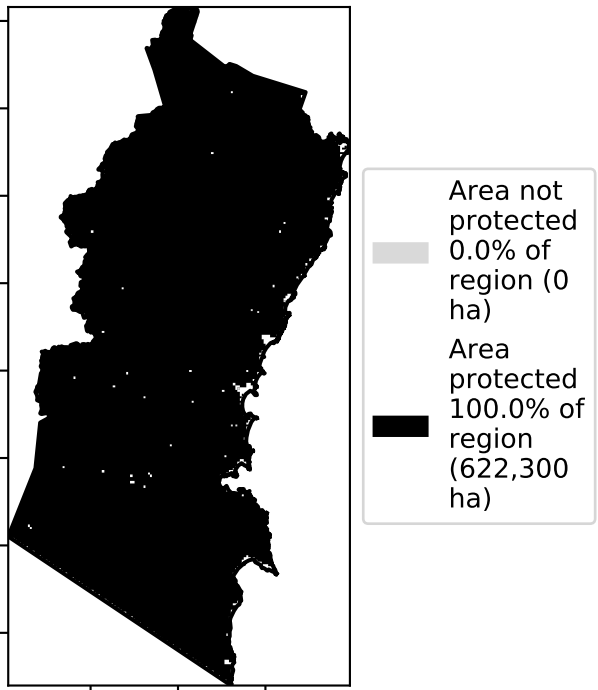 Area not
protected
0.0% of
region (0
ha)
Area
protected
100.0% of
region
(622,300
ha)